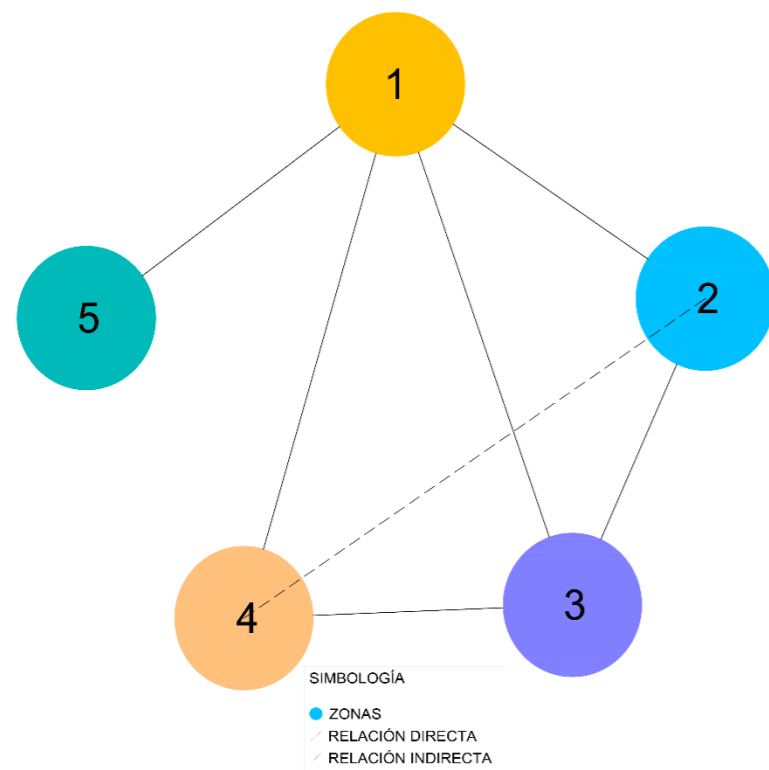 1
2
5
3
4
SIMBOLOGÍA
ZONAS
RELACIÓN DIRECTA
RELACIÓN INDIRECTA